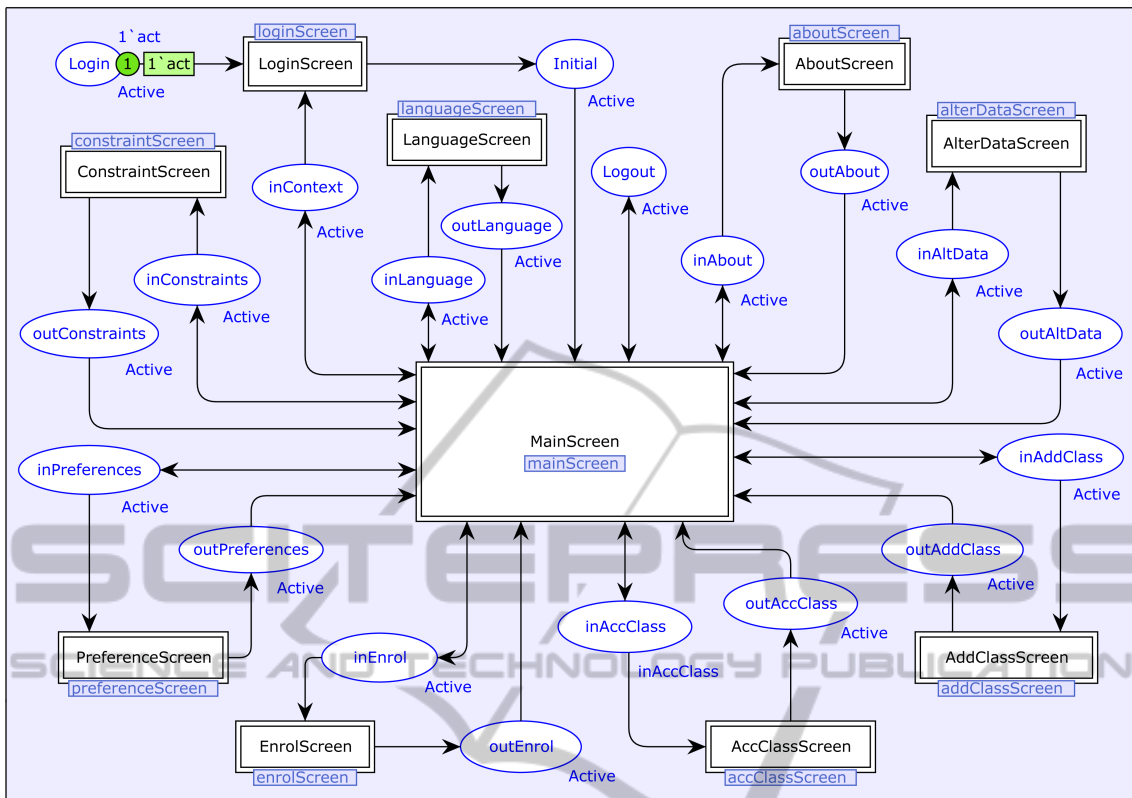 1`act
loginScreen
aboutScreen
Login
1
1`act
LoginScreen
Initial
AboutScreen
Active
Active
languageScreen
alterDataScreen
constraintScreen
LanguageScreen
AlterDataScreen
ConstraintScreen
inContext
Logout
outAbout
Active
Active
Active
outLanguage
inConstraints
inLanguage
Active
inAbout
inAltData
Active
Active
Active
Active
outConstraints
outAltData
Active
Active
MainScreen
mainScreen
inPreferences
inAddClass
Active
Active
outPreferences
outAddClass
Active
Active
SCITEPRESS
outAccClass
inAccClass
Active
PreferenceScreen
inEnrol
AddClassScreen
SCIENCE AND TECHNOLOGY PUBLICATION
preferenceScreen
Active
inAccClass
addClassScreen
EnrolScreen
outEnrol
AccClassScreen
enrolScreen
Active
accClassScreen